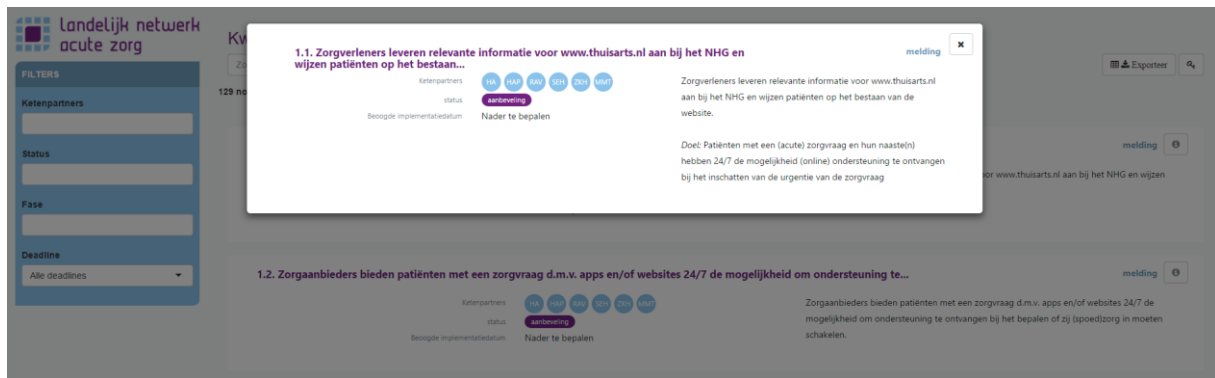 Landelijk netwerk
acute zorg
FILTERS
Ketenpartners
Status
Fase
Deadline
Alle deadlines
Kw
Zo
129 no
Exporteer
1.1. Zorgverleners leveren relevante informatie voor www.thuisarts.nl aan bij het NHG en
wijzen patiënten op het bestaan...
melding
×
Ketenpartners
HA HAP RAV SEH ZKH MMT
status
aanbeveling
Beoogde implementatiedatum
Nader te bepalen
Zorgverleners leveren relevante informatie voor www.thuisarts.nl
aan bij het NHG en wijzen patiënten op het bestaan van de
website.
Doel: Patiënten met een (acute) zorgvraag en hun naaste(n)
hebben 24/7 de mogelijkheid (online) ondersteuning te ontvangen
bij het inschatten van de urgentie van de zorgvraag
melding
or www.thuisarts.nl aan bij het NHG en wijzen
1.2. Zorgaanbieders bieden patiënten met een zorgvraag d.m.v. apps en/of websites 24/7 de mogelijkheid om ondersteuning te...
melding
Ketenpartners
HA HAP RAV SEH ZKH MMT
status
aanbeveling
Beoogde implementatiedatum
Nader te bepalen
Zorgaanbieders bieden patiënten met een zorgvraag d.m.v. apps en/of websites 24/7 de
mogelijkheid om ondersteuning te ontvangen bij het bepalen of zij (spoed)zorg in moeten
schakelen.